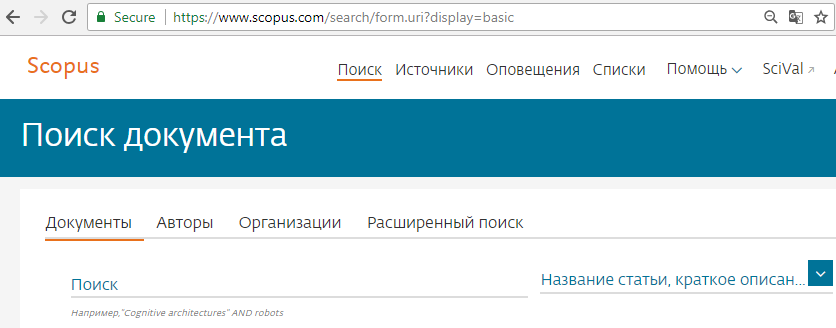 Secure https://www.scopus.com/search/form.uri?display=basic
Scopus
Поиск Источники Оповещения Списки Помощь SciVal
Поиск документа
Документы Авторы Организации Расширенный поиск
Поиск
Название статьи, краткое описан...
Например,"Cognitive architectures" AND robots